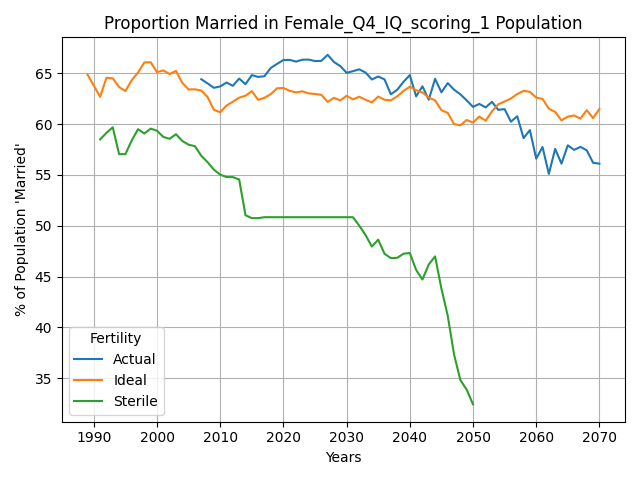 Proportion Married in Female_Q4_IQ_scoring_1 Population
% of Population 'Married'
65
60
55
50
45
40
35
Fertility
Actual
Ideal
Sterile
1990 2000 2010 2020 2030 2040 2050 2060 2070
Years